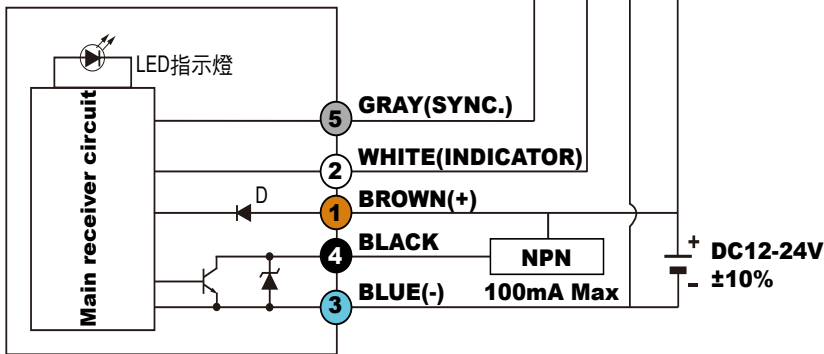 LED指示燈
Main receiver circuit
5 GRAY(SYNC.)
2 WHITE(INDICATOR)
D
1 BROWN(+)
4 BLACK
NPN
100mA Max
3 BLUE(-)
+
-
DC12-24V
±10%